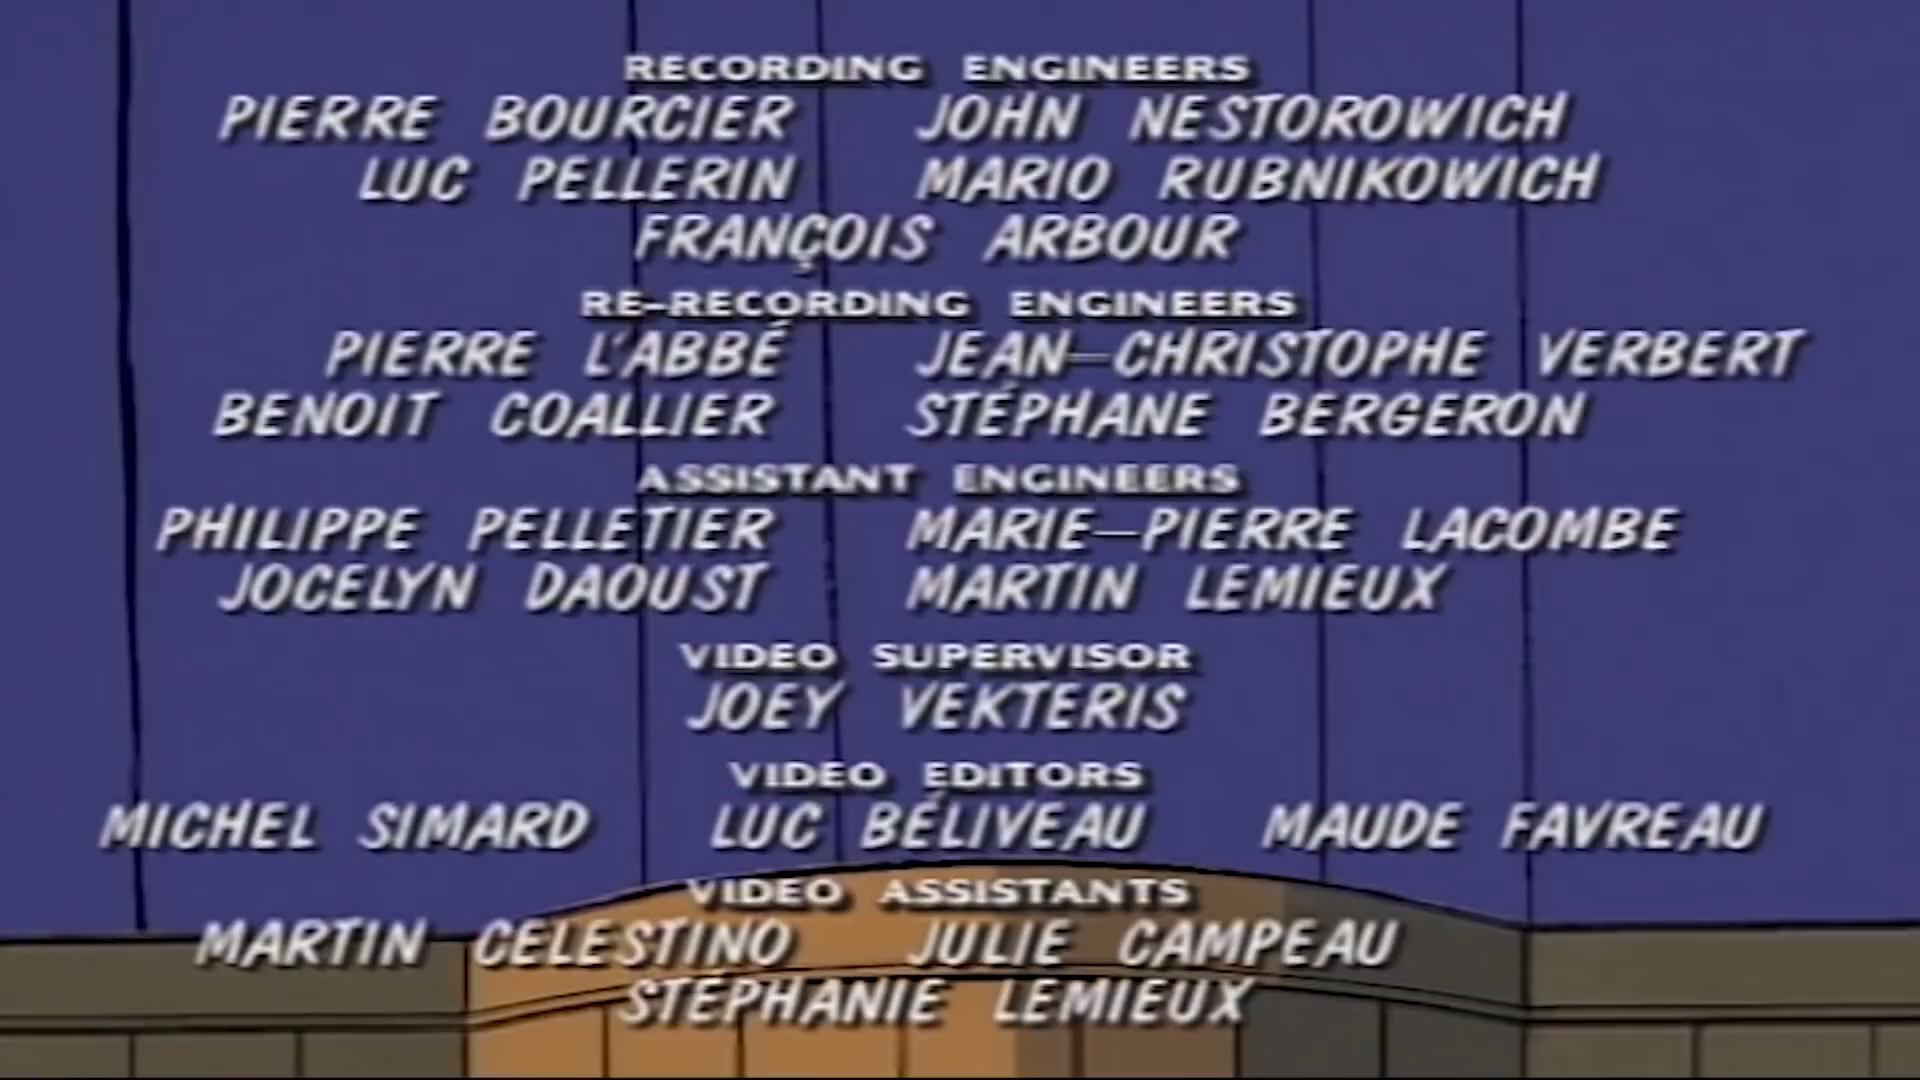 RECORDING ENGINEERS
PIERRE BOURCIER JOHN NESTOROWICH
LUC PELLERIN MARIO RUBNIKOWICH
FRANÇOIS ARBOUR
RE-RECORDING ENGINEERS
PIERRE L'ABBÉ JEAN-CHRISTOPHE VERBERT
BENOIT COALLIER STÉPHANE BERGERON
ASSISTANT ENGINEERS
PHILIPPE PELLETIER MARIE-PIERRE LACOMBE
JOCELYN DAOUST MARTIN LEMIEUX
VIDEO SUPERVISOR
JOEY VEKTERIS
VIDEO EDITORS
MICHEL SIMARD LUC BÉLIVEAU MAUDE FAVREAU
VIDEO ASSISTANTS
MARTIN CELESTINO JULIE CAMPEAU
STÉPHANIE LEMIEUX